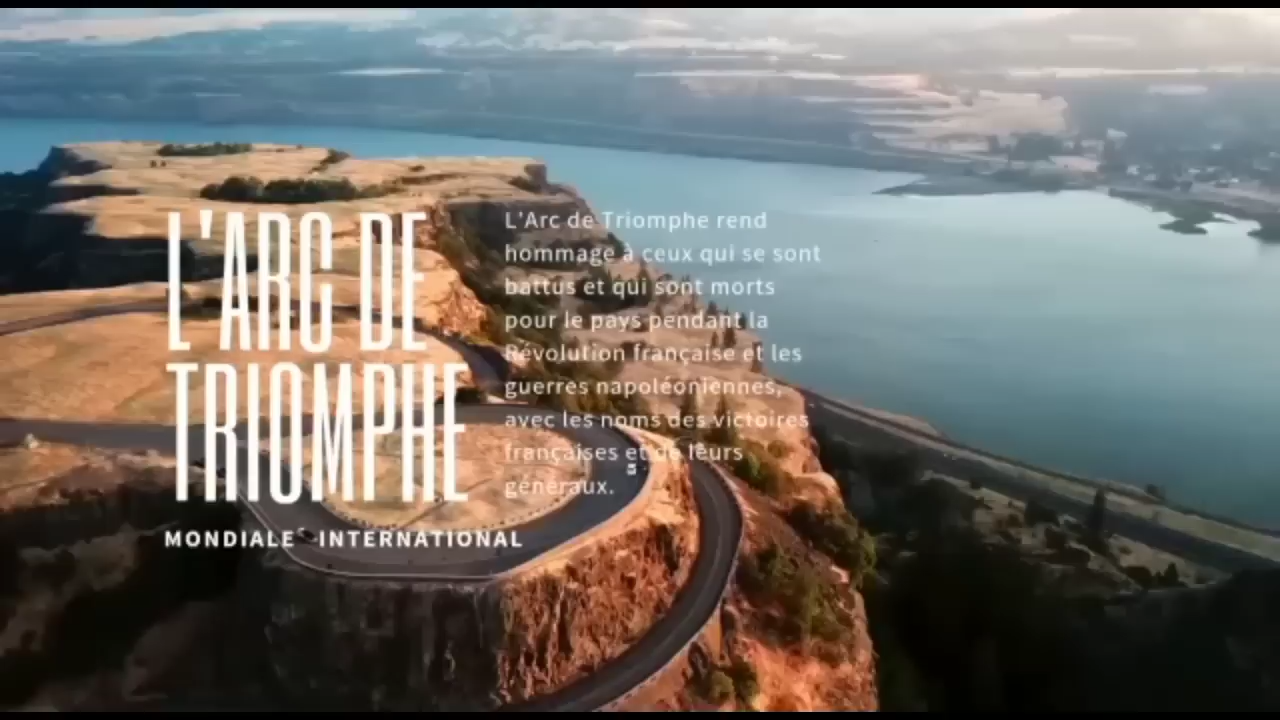 L'ARC DE
TRIOMPHE
MONDIALE INTERNATIONAL
L'Arc de Triomphe rend
hommage à ceux qui se sont
battus et qui sont morts
pour le pays pendant la
Révolution française et les
guerres napoléoniennes,
avec les noms des victoires
françaises et de leurs
généraux.